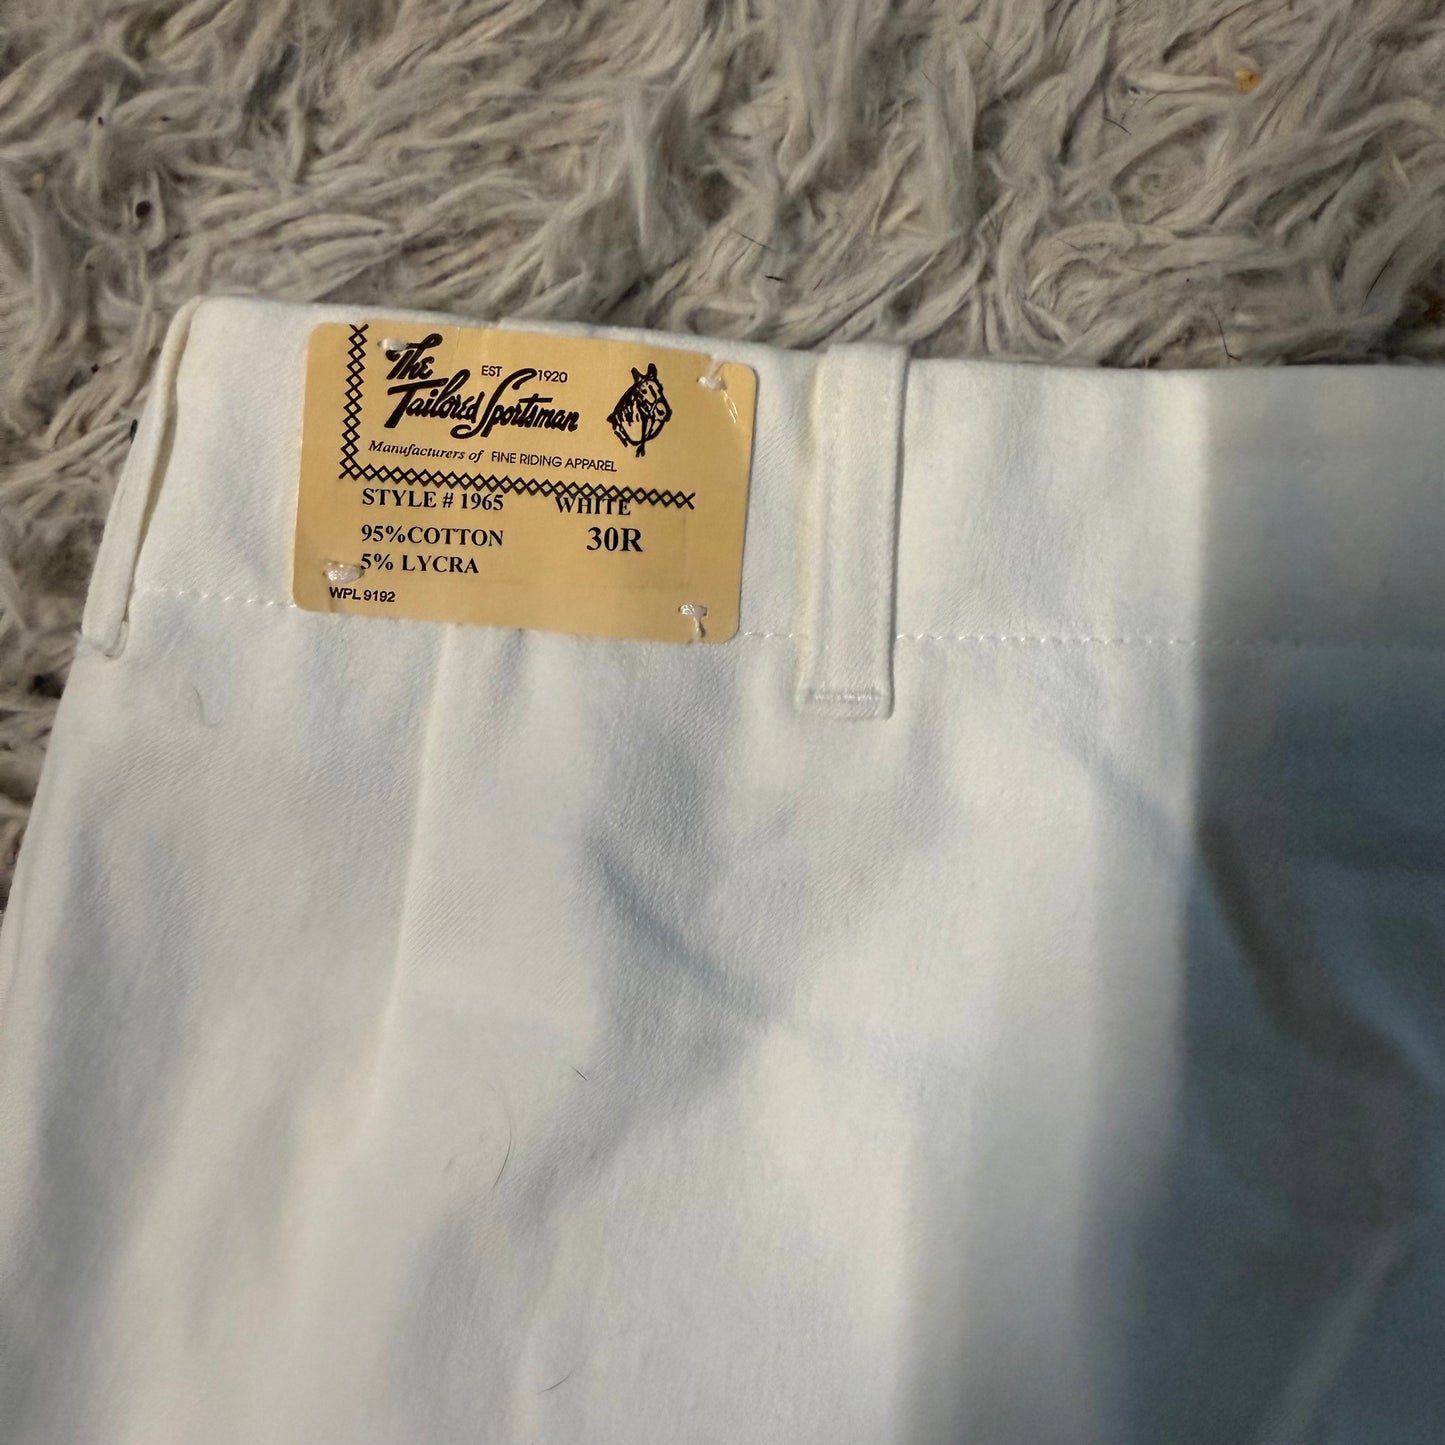 The
EST 1920
Tailored Sportsman
Manufacturers of FINE RIDING APPAREL
STYLE # 1965 WHITE
95%COTTON 30R
5% LYCRA
WPL 9192